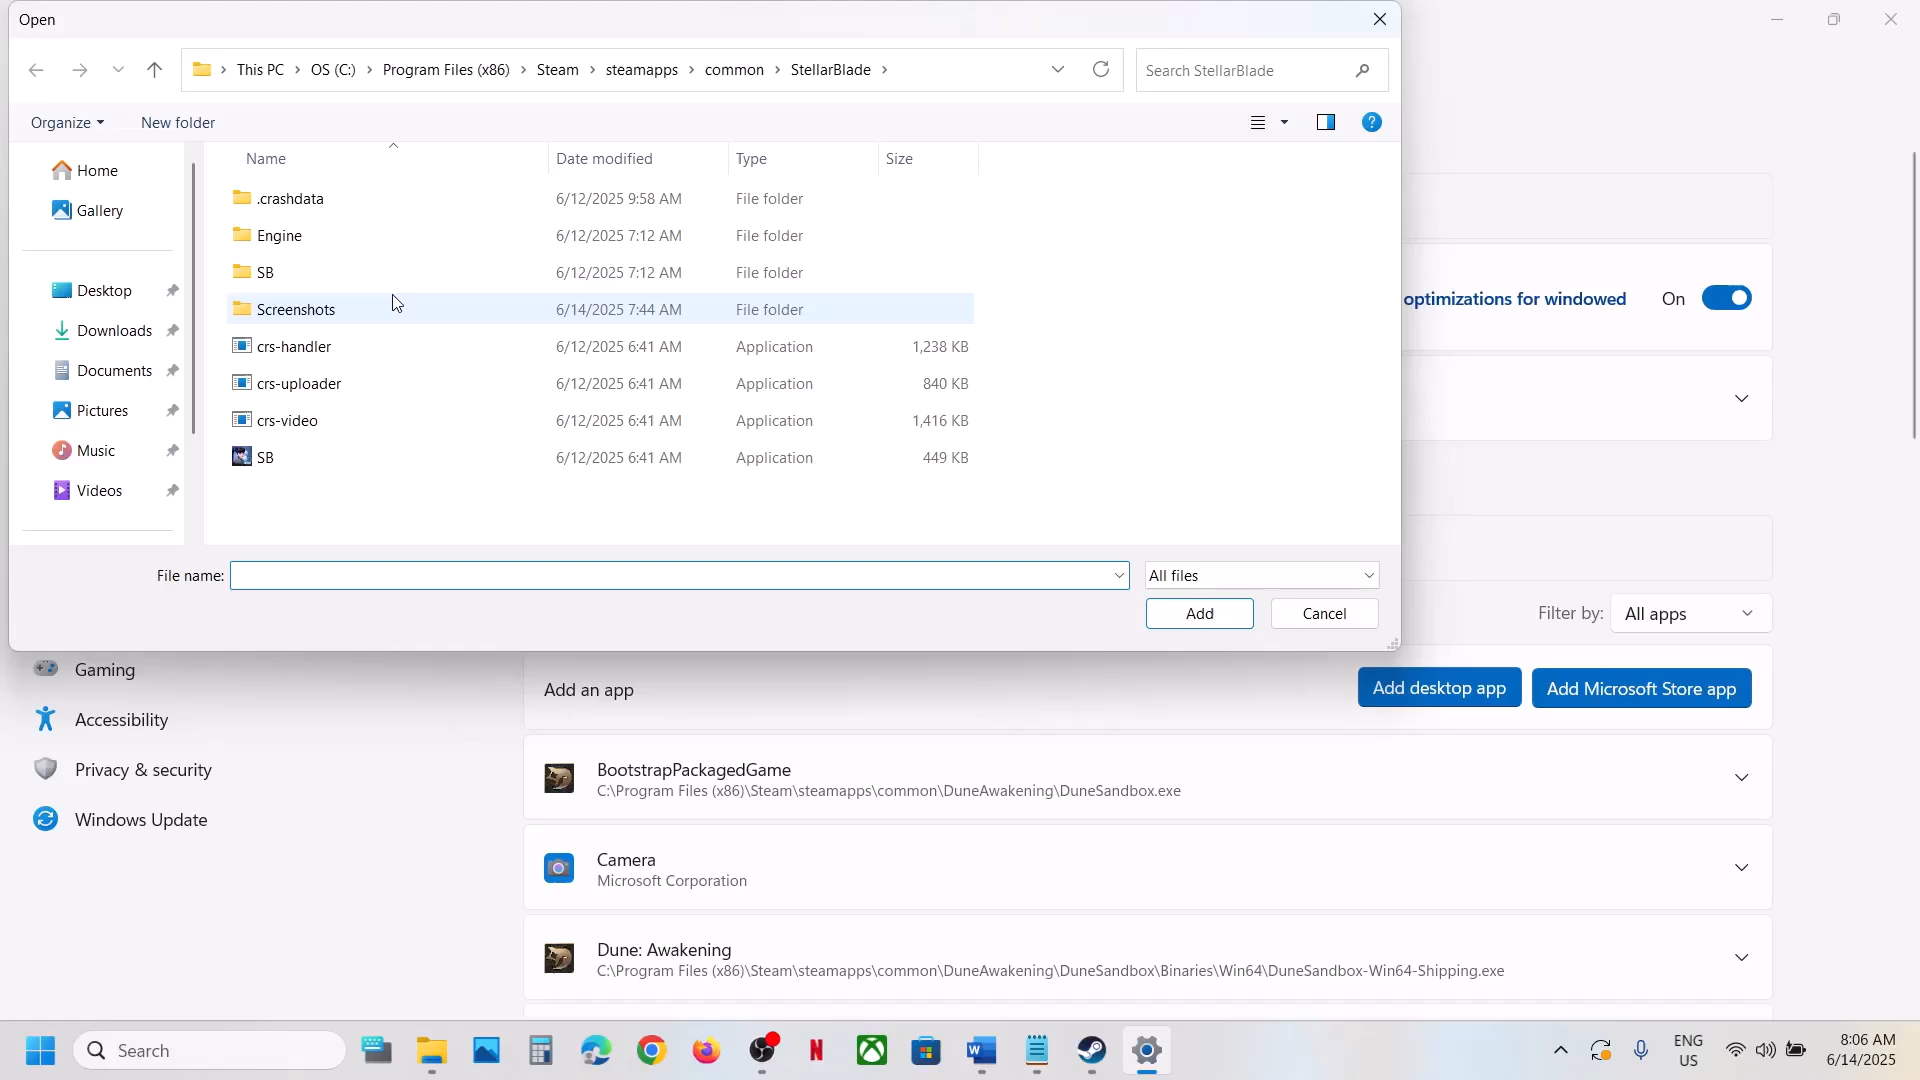 Open
This PC > OS (C:) > Program Files (x86) > Steam > steamapps > common > StellarBlade >
Search StellarBlade
Organize
New folder
Name
Date modified
Type
Size
Home
Gallery
Desktop
Downloads
Documents
Pictures
Music
Videos
.crashdata 6/12/2025 9:58 AM File folder
Engine 6/12/2025 7:12 AM File folder
SB 6/12/2025 7:12 AM File folder
Screenshots 6/14/2025 7:44 AM File folder
crs-handler 6/12/2025 6:41 AM Application 1,238 KB
crs-uploader 6/12/2025 6:41 AM Application 840 KB
crs-video 6/12/2025 6:41 AM Application 1,416 KB
SB 6/12/2025 6:41 AM Application 449 KB
File name:
All files
Add
Cancel
optimizations for windowed
On
Filter by:
All apps
Gaming
Accessibility
Privacy & security
Windows Update
Add an app
Add desktop app
Add Microsoft Store app
BootstrapPackagedGame
C:\Program Files (x86)\Steam\steamapps\common\DuneAwakening\DuneSandbox.exe
Camera
Microsoft Corporation
Dune: Awakening
C:\Program Files (x86)\Steam\steamapps\common\DuneAwakening\DuneSandbox\Binaries\Win64\DuneSandbox-Win64-Shipping.exe
Search
ENG
US
8:06 AM
6/14/2025